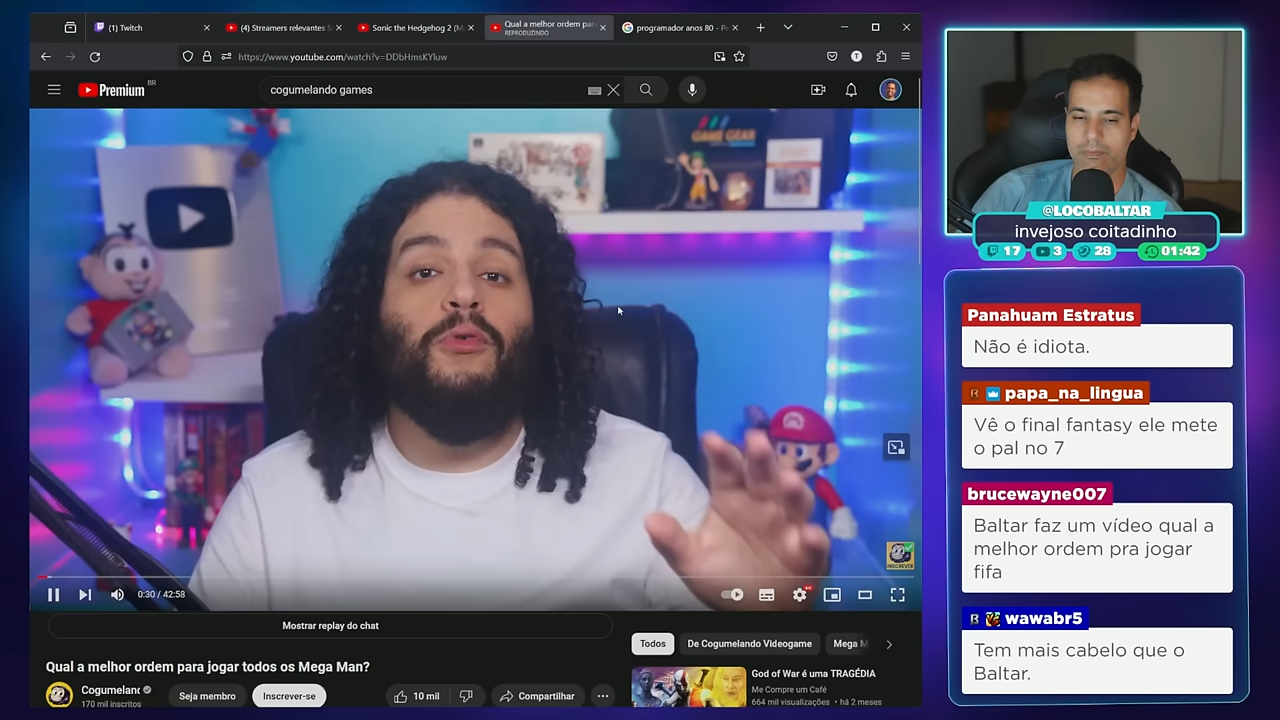 (1) Twitch
(4) Streamers relevantes S
Sonic the Hedgehog 2 (M
Qual a melhor ordem par
REPRODUZINDO
programador anos 80 - Pe
https://www.youtube.com/watch?v=DDbHmsKYluw
Premium
BR
cogumelando games
GAME GEAR
@LOCOBALTAR
invejoso coitadinho
17
3
28
01:42
Panahuam Estratus
Não é idiota.
papa_na_lingua
Vê o final fantasy ele mete
o pal no 7
brucewayne007
Baltar faz um vídeo qual a
melhor ordem pra jogar
fifa
wawabr5
Tem mais cabelo que o
Baltar.
INSCREVER
0:30 / 42:58
Mostrar replay do chat
Todos
De Cogumelando Videogame
Mega M
Qual a melhor ordem para jogar todos os Mega Man?
Cogumelanc
170 mil inscritos
Seja membro
Inscrever-se
10 mil
Compartilhar
God of War é uma TRAGÉDIA
Me Compre um Café
664 mil visualizações • há 2 meses